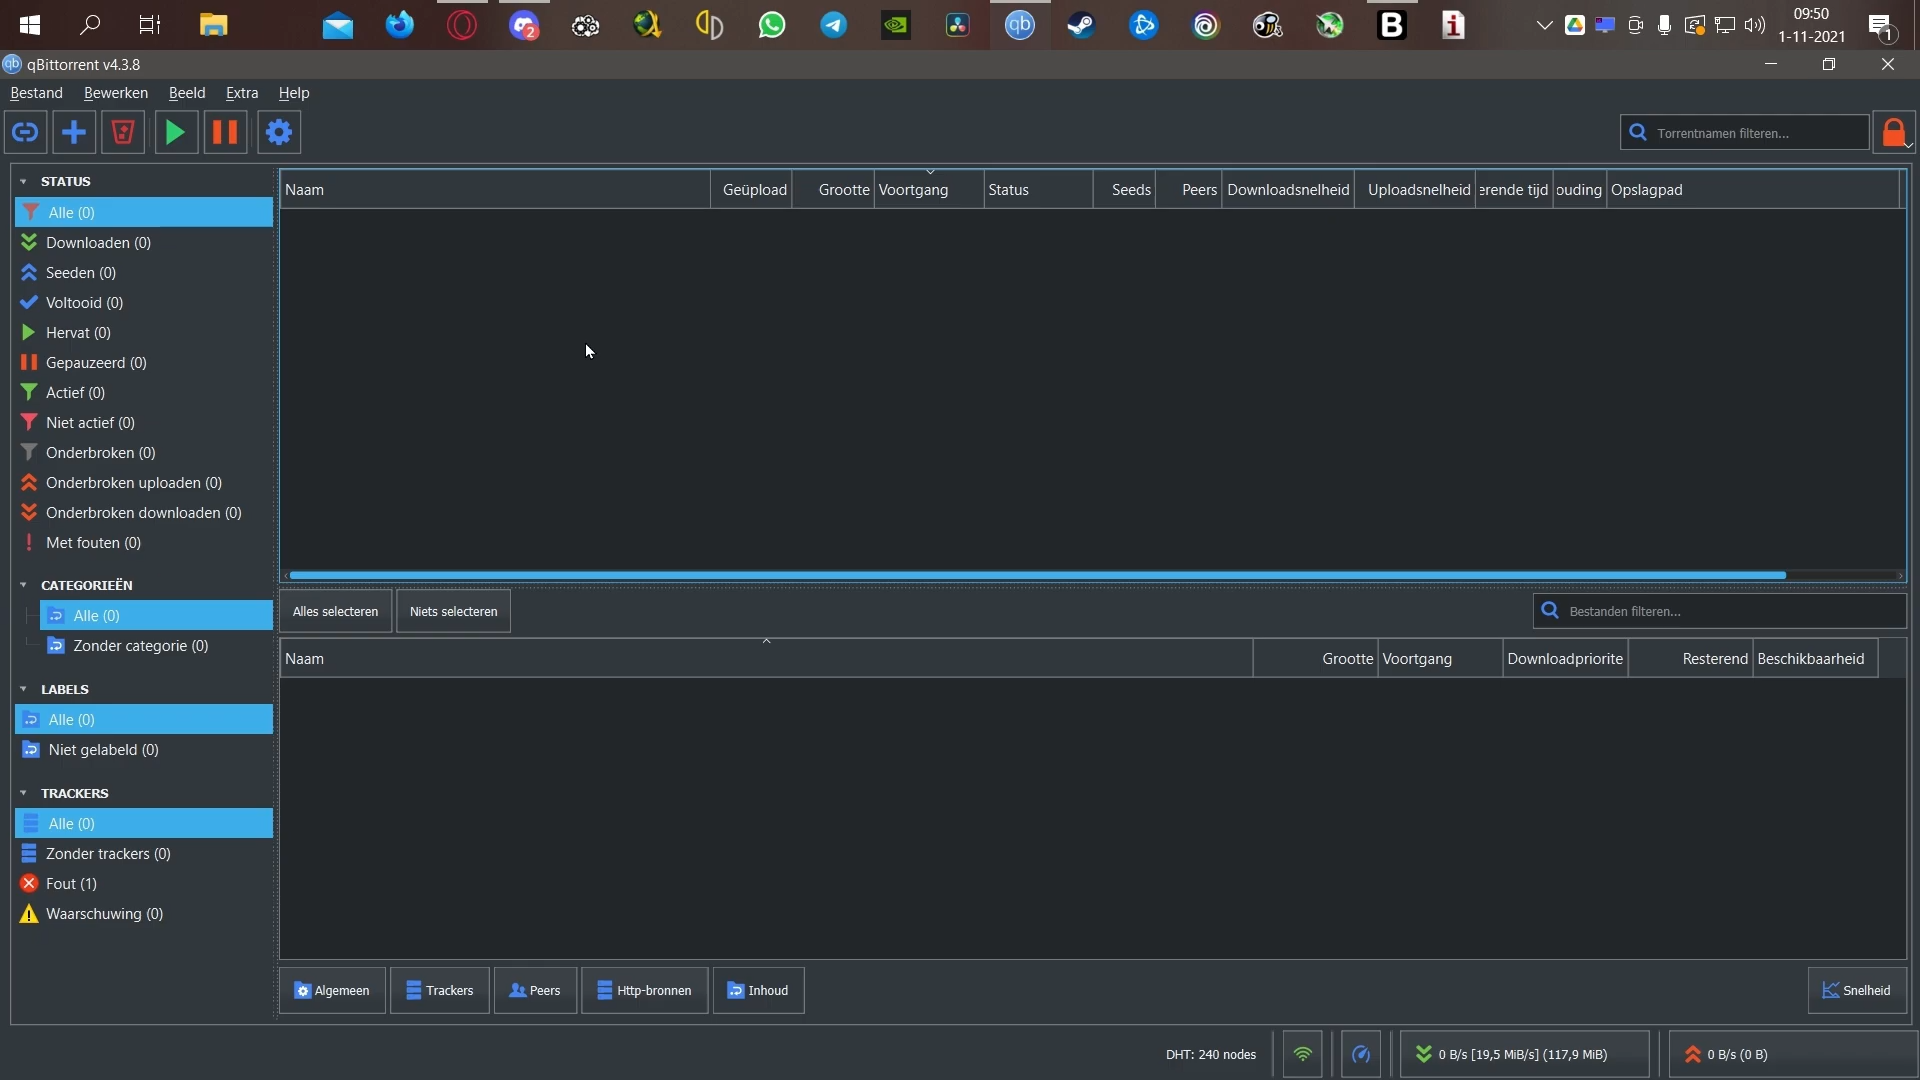 2
09:50
1-11-2021
1
qb qBittorrent v4.3.8
Bestand Bewerken Beeld Extra Help
Torrentnamen filteren...
STATUS
Alle (0)
Downloaden (0)
Seeden (0)
Voltooid (0)
Hervat (0)
Gepauzeerd (0)
Actief (0)
Niet actief (0)
Onderbroken (0)
Onderbroken uploaden (0)
Onderbroken downloaden (0)
Met fouten (0)
CATEGORIEËN
Alle (0)
Zonder categorie (0)
LABELS
Alle (0)
Niet gelabeld (0)
TRACKERS
Alle (0)
Zonder trackers (0)
Fout (1)
Waarschuwing (0)
Naam Geüpload Grootte Voortgang Status Seeds Peers Downloadsnelheid Uploadsnelheid erende tijd ouding Opslagpad
Alles selecteren Niets selecteren Bestanden filteren...
Naam Grootte Voortgang Downloadpriorite Resterend Beschikbaarheid
Algemeen Trackers Peers Http-bronnen Inhoud Snelheid
DHT: 240 nodes 0 B/s [19,5 MiB/s] (117,9 MiB) 0 B/s (0 B)